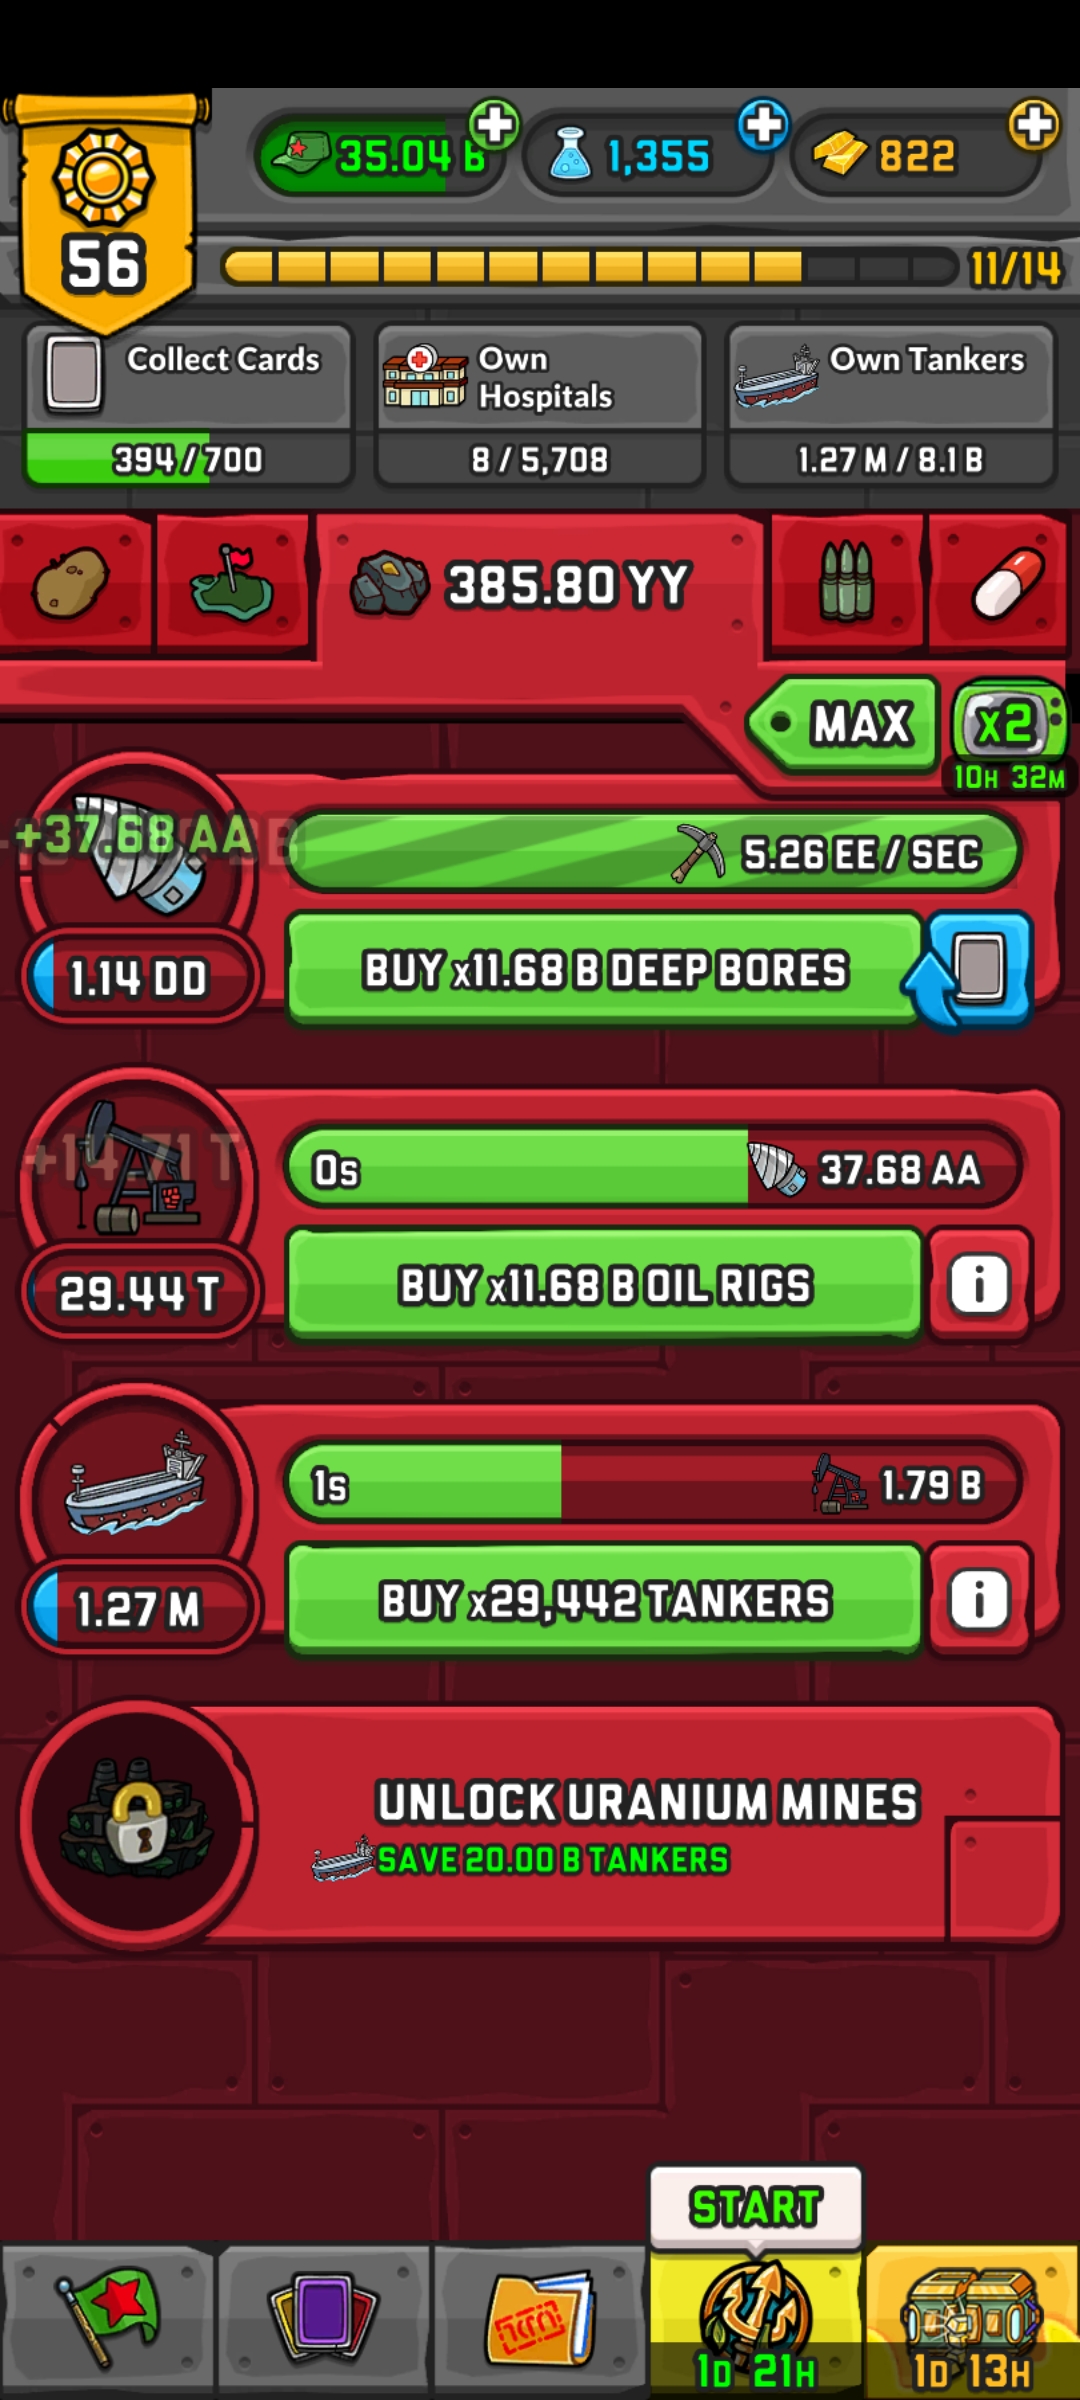 56
35.04 B
1,355
822
11/14
Collect Cards
394/700
Own
Hospitals
8/5,708
Own Tankers
1.27 M/8.1 B
385.80 YY
MAX
x2
10H 32M
+37.68 AA
5.26 EE/SEC
1.14 DD
BUY x11.68 B DEEP BORES
+14.71 T
0s
37.68 AA
29.44 T
BUY x11.68 B OIL RIGS
i
1s
1.79 B
1.27 M
BUY x29,442 TANKERS
i
UNLOCK URANIUM MINES
SAVE 20.00 B TANKERS
START
1D 21H
1D 13H